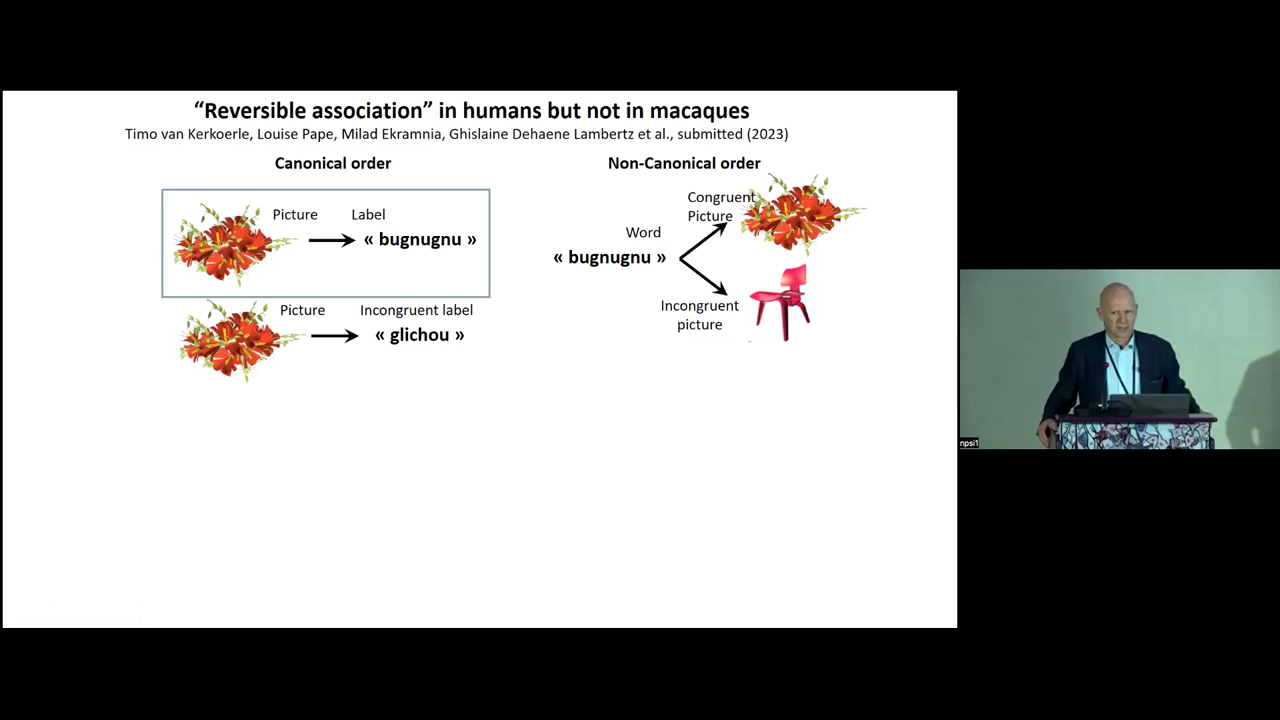 “Reversible association” in humans but not in macaques
Timo van Kerkoerle, Louise Pape, Milad Ekramnia, Ghislaine Dehaene Lambertz et al., submitted (2023)
Canonical order
Picture
Label
« bugnugnu »
Picture
Incongruent label
« glichou »
Non-Canonical order
Congruent
Picture
Word
« bugnugnu »
Incongruent
picture
npsi1